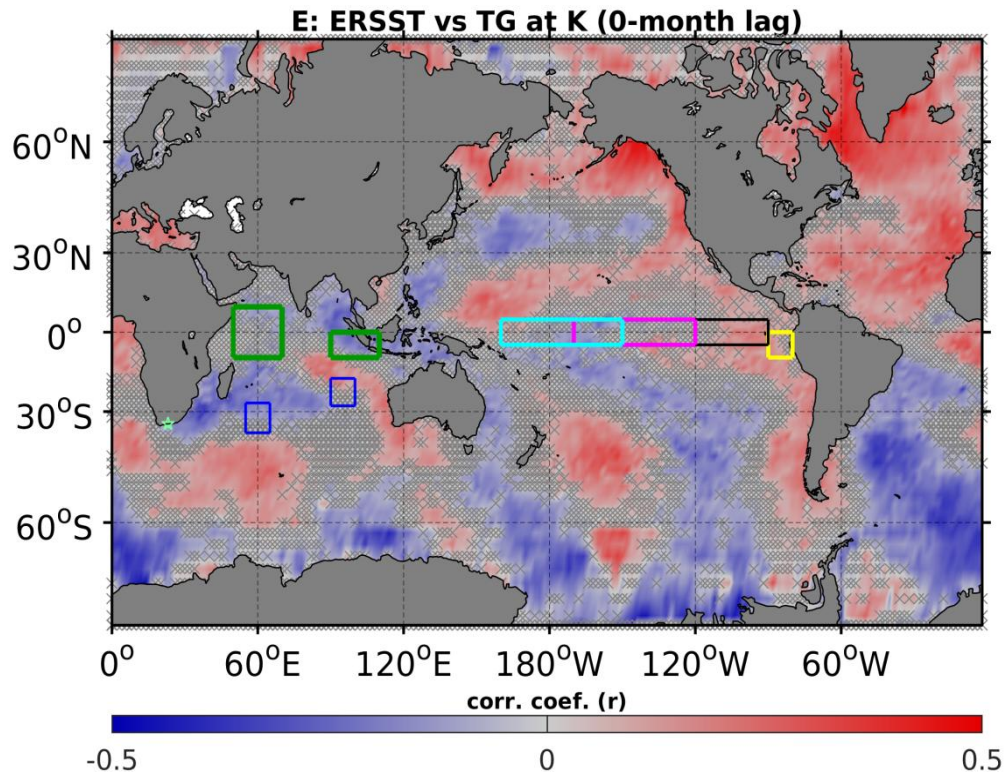 E: ERSST vs TG at K (0-month lag)
60°N
30°N
0°
30°S
60°S
0° 60°E 120°E 180°W 120°W 60°W
corr. coef. (r)
-0.5 0 0.5